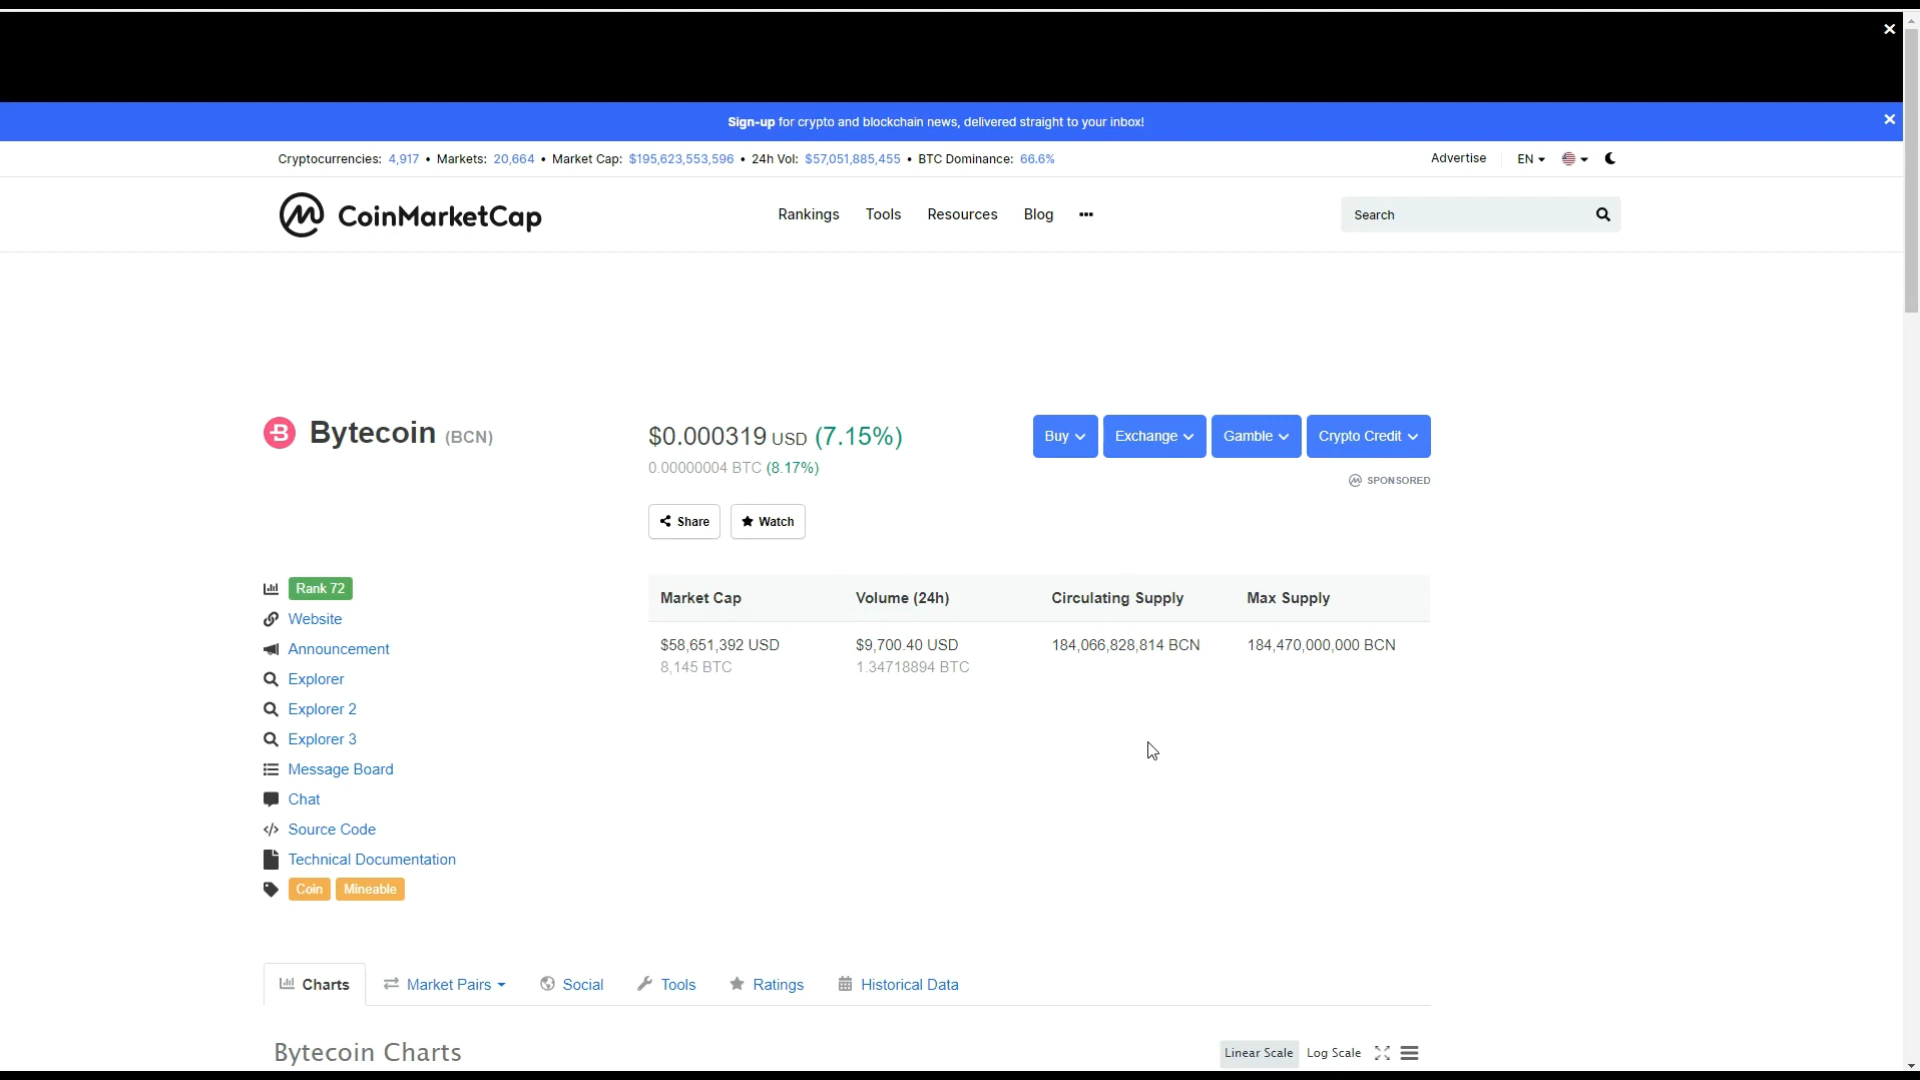 Sign-up for crypto and blockchain news, delivered straight to your inbox!
Cryptocurrencies: 4,917 • Markets: 20,664 • Market Cap: $195,623,553,596 • 24h Vol: $57,051,885,455 • BTC Dominance: 66.6%
Advertise EN
CoinMarketCap
Rankings Tools Resources Blog •••
Search
Bytecoin (BCN)
$0.000319 USD (7.15%)
0.00000004 BTC (8.17%)
Buy Exchange Gamble Crypto Credit
SPONSORED
Share Watch
Rank 72
Website
Announcement
Explorer
Explorer 2
Explorer 3
Message Board
Chat
Source Code
Technical Documentation
Coin Mineable
Market Cap Volume (24h) Circulating Supply Max Supply
$58,651,392 USD $9,700.40 USD 184,066,828,814 BCN 184,470,000,000 BCN
8,145 BTC 1.34718894 BTC
Charts Market Pairs Social Tools Ratings Historical Data
Bytecoin Charts
Linear Scale Log Scale